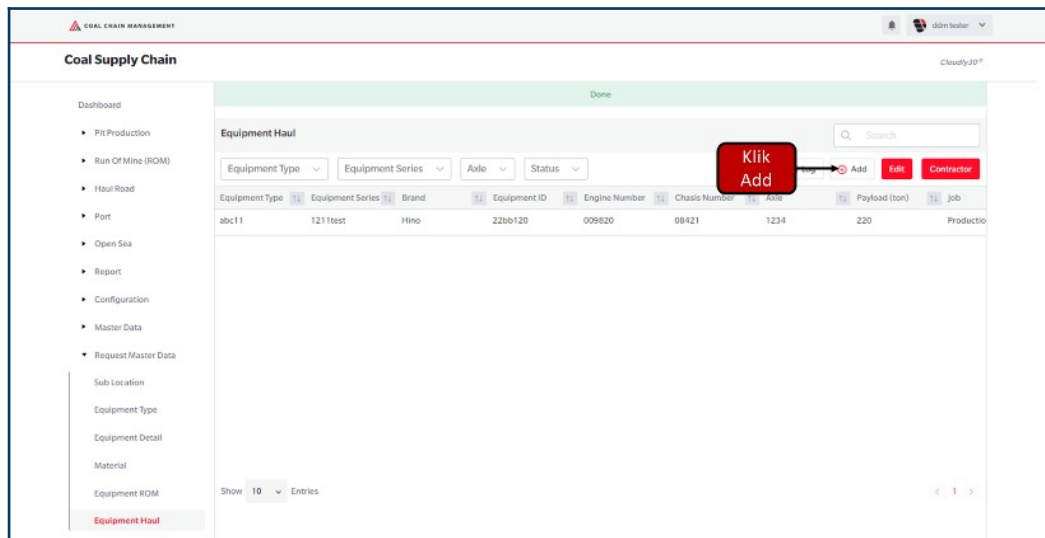 COAL CHAIN MANAGEMENT
ddm tester
Coal Supply Chain
Cloudy30°
Dashboard
Pit Production
Run Of Mine (ROM)
Haul Road
Port
Open Sea
Report
Configuration
Master Data
Request Master Data
Sub Location
Equipment Type
Equipment Detail
Material
Equipment ROM
Equipment Haul
Done
Equipment Haul
Search
Equipment Type Equipment Series Axle Status Log Add Edit Contractor
Klik
Add
Equipment Type Equipment Series Brand Equipment ID Engine Number Chasis Number Axle Payload (ton) Job
abc11 1211test Hino 22bb120 009820 08421 1234 220 Productio
Show 10 Entries
< 1 >